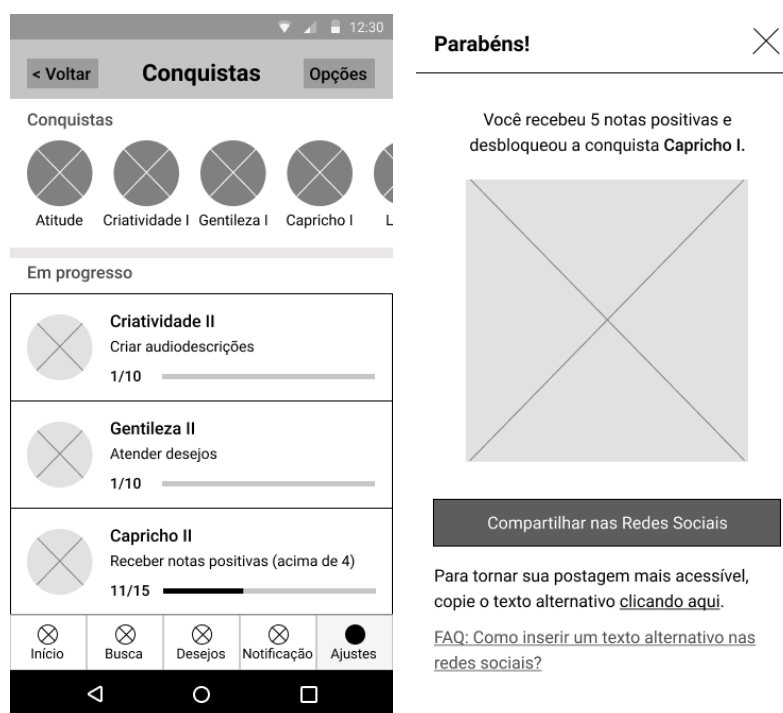 12:30
< Voltar
Conquistas
Opções
Conquistas
Atitude
Criatividade I
Gentileza I
Capricho I
L
Em progresso
Criatividade II
Criar audiodescrições
1/10
Gentileza II
Atender desejos
1/10
Capricho II
Receber notas positivas (acima de 4)
11/15
Início
Busca
Desejos
Notificação
Ajustes
Parabéns!
Você recebeu 5 notas positivas e
desbloqueou a conquista Capricho I.
Compartilhar nas Redes Sociais
Para tornar sua postagem mais acessível,
copie o texto alternativo clicando aqui.
FAQ: Como inserir um texto alternativo nas
redes sociais?